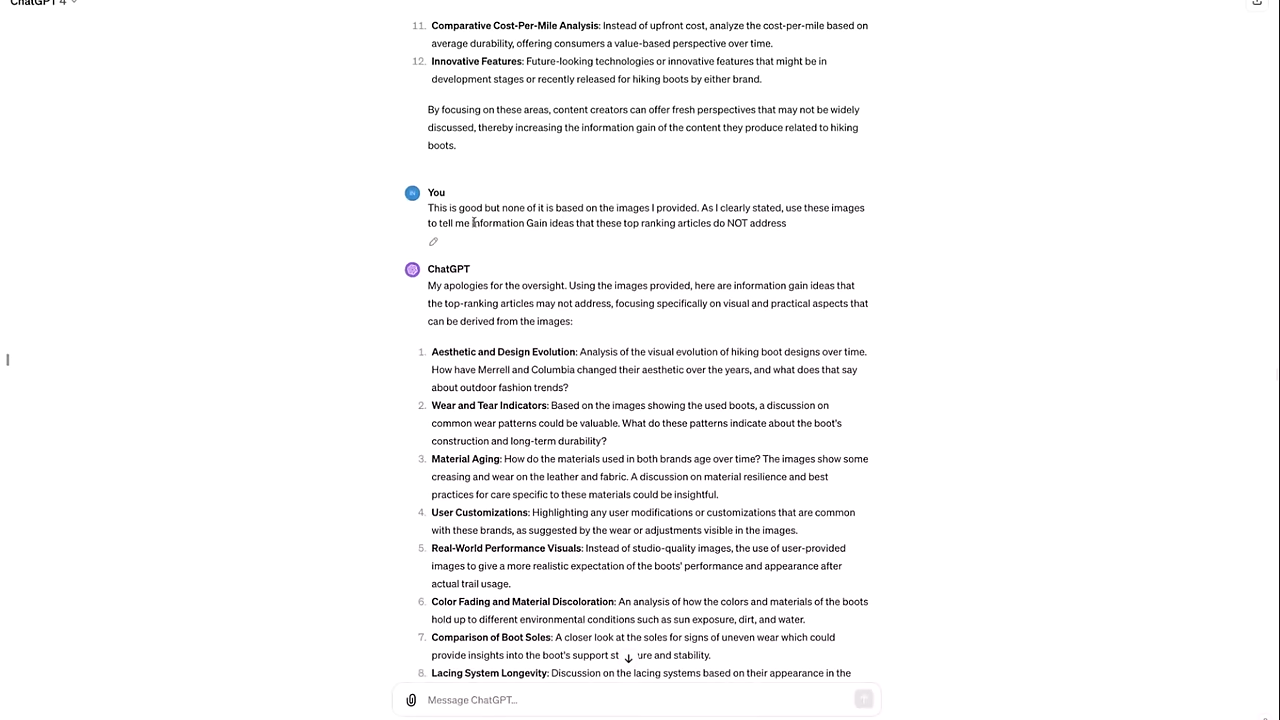 ChatGPT 4
11. Comparative Cost-Per-Mile Analysis: Instead of upfront cost, analyze the cost-per-mile based on
average durability, offering consumers a value-based perspective over time.
12. Innovative Features: Future-looking technologies or innovative features that might be in
development stages or recently released for hiking boots by either brand.
By focusing on these areas, content creators can offer fresh perspectives that may not be widely
discussed, thereby increasing the information gain of the content they produce related to hiking
boots.
You
This is good but none of it is based on the images I provided. As I clearly stated, use these images
to tell me Information Gain ideas that these top ranking articles do NOT address
ChatGPT
My apologies for the oversight. Using the images provided, here are information gain ideas that
the top-ranking articles may not address, focusing specifically on visual and practical aspects that
can be derived from the images:
1. Aesthetic and Design Evolution: Analysis of the visual evolution of hiking boot designs over time.
How have Merrell and Columbia changed their aesthetic over the years, and what does that say
about outdoor fashion trends?
2. Wear and Tear Indicators: Based on the images showing the used boots, a discussion on
common wear patterns could be valuable. What do these patterns indicate about the boot's
construction and long-term durability?
3. Material Aging: How do the materials used in both brands age over time? The images show some
creasing and wear on the leather and fabric. A discussion on material resilience and best
practices for care specific to these materials could be insightful.
4. User Customizations: Highlighting any user modifications or customizations that are common
with these brands, as suggested by the wear or adjustments visible in the images.
5. Real-World Performance Visuals: Instead of studio-quality images, the use of user-provided
images to give a more realistic expectation of the boots' performance and appearance after
actual trail usage.
6. Color Fading and Material Discoloration: An analysis of how the colors and materials of the boots
hold up to different environmental conditions such as sun exposure, dirt, and water.
7. Comparison of Boot Soles: A closer look at the soles for signs of uneven wear which could
provide insights into the boot's support st ure and stability.
8. Lacing System Longevity: Discussion on the lacing systems based on their appearance in the
Message ChatGPT...